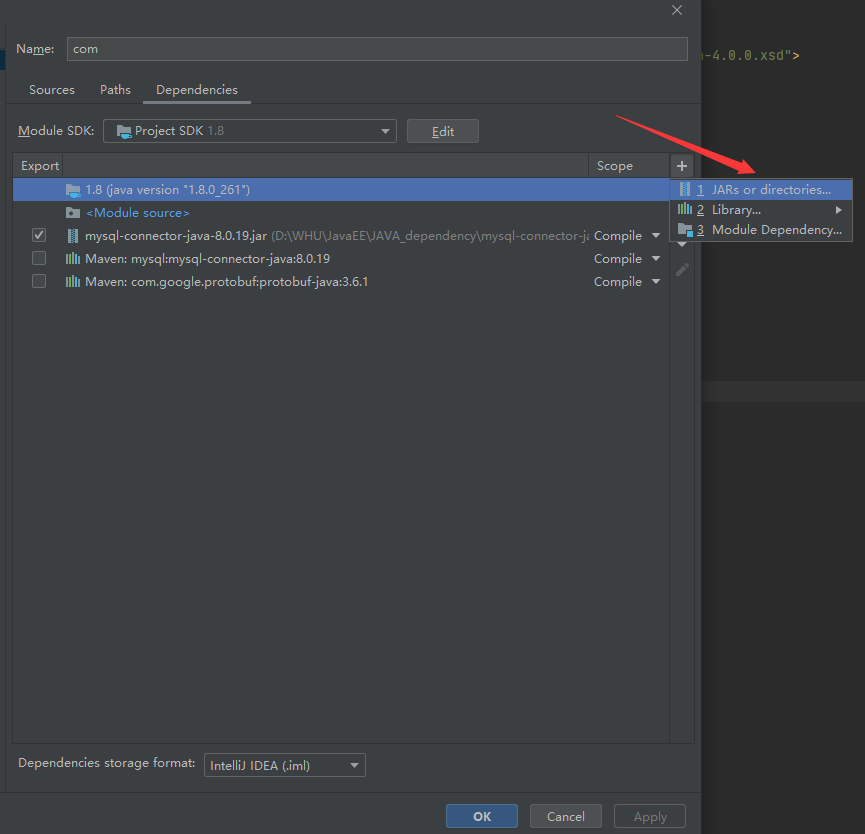 Name: com
-4.0.0.xsd">
Sources Paths Dependencies
Module SDK: Project SDK 1.8 Edit
Export Scope +
1.8 (java version "1.8.0_261") 1 JARs or directories...
<Module source> 2 Library...
3 Module Dependency...
mysql-connector-java-8.0.19.jar (D:\WHU\JavaEE\JAVA_dependency\mysql-connector-ja Compile
Maven: mysql:mysql-connector-java:8.0.19 Compile
Maven: com.google.protobuf:protobuf-java:3.6.1 Compile
Dependencies storage format: IntelliJ IDEA (.iml)
OK Cancel Apply